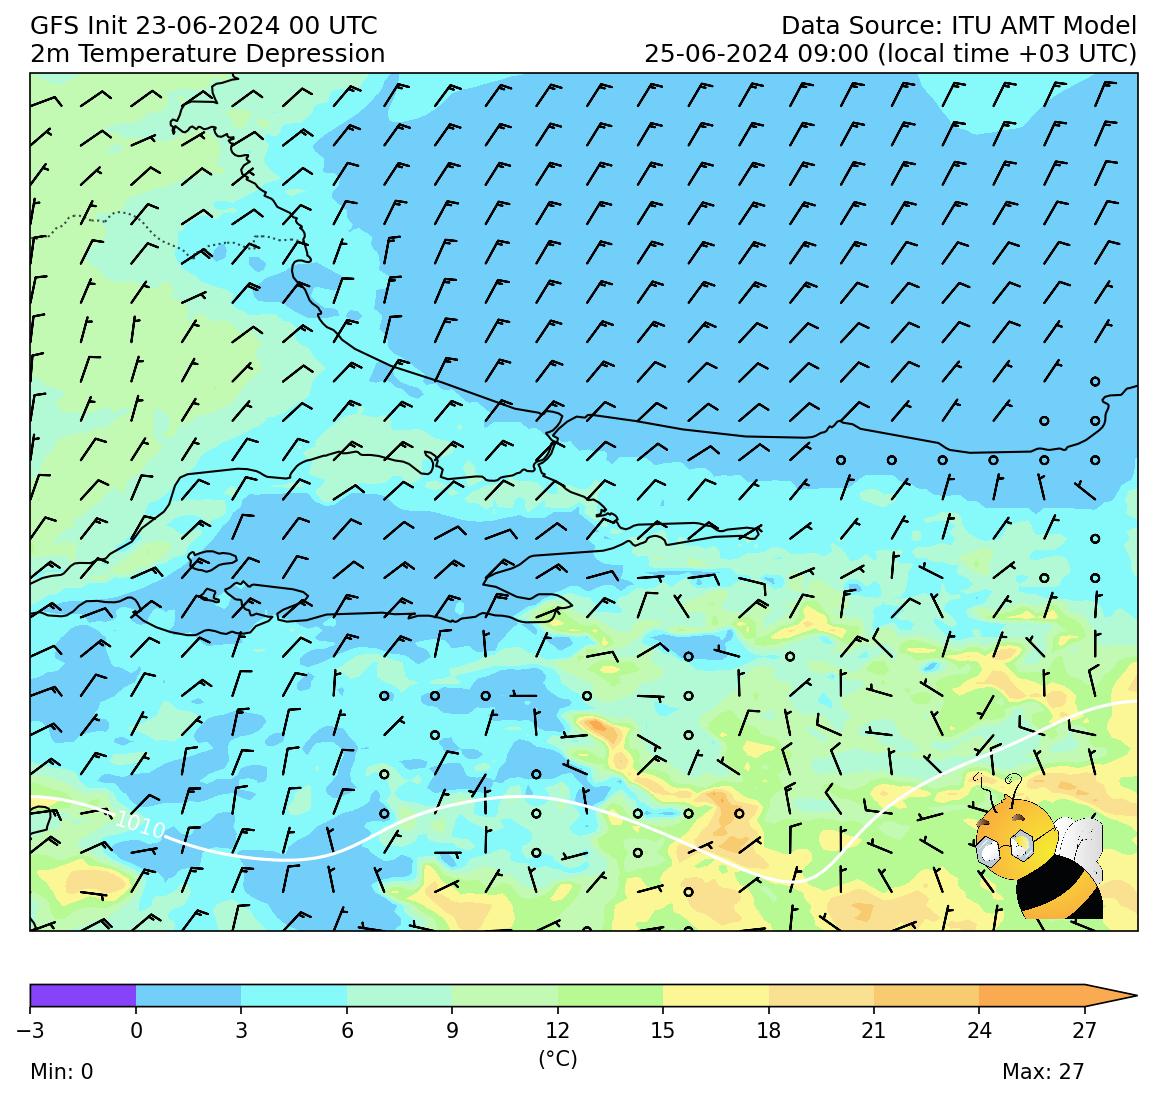 GFS Init 23-06-2024 00 UTC
Data Source: ITU AMT Model
2m Temperature Depression
25-06-2024 09:00 (local time +03 UTC)
1010
−3 0 3 6 9 12 15 18 21 24 27
(°C)
Min: 0
Max: 27